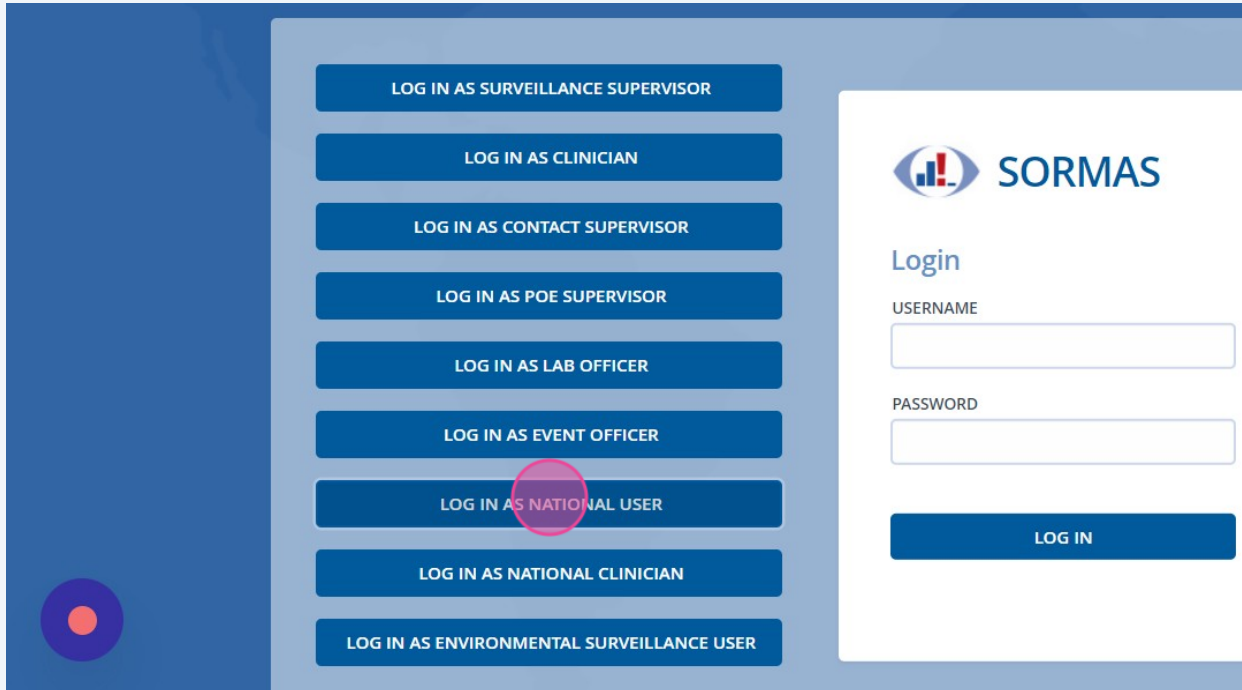 LOG IN AS SURVEILLANCE SUPERVISOR
LOG IN AS CLINICIAN
LOG IN AS CONTACT SUPERVISOR
LOG IN AS POE SUPERVISOR
LOG IN AS LAB OFFICER
LOG IN AS EVENT OFFICER
LOG IN AS NATIONAL USER
LOG IN AS NATIONAL CLINICIAN
LOG IN AS ENVIRONMENTAL SURVEILLANCE USER
SORMAS
Login
USERNAME
PASSWORD
LOG IN